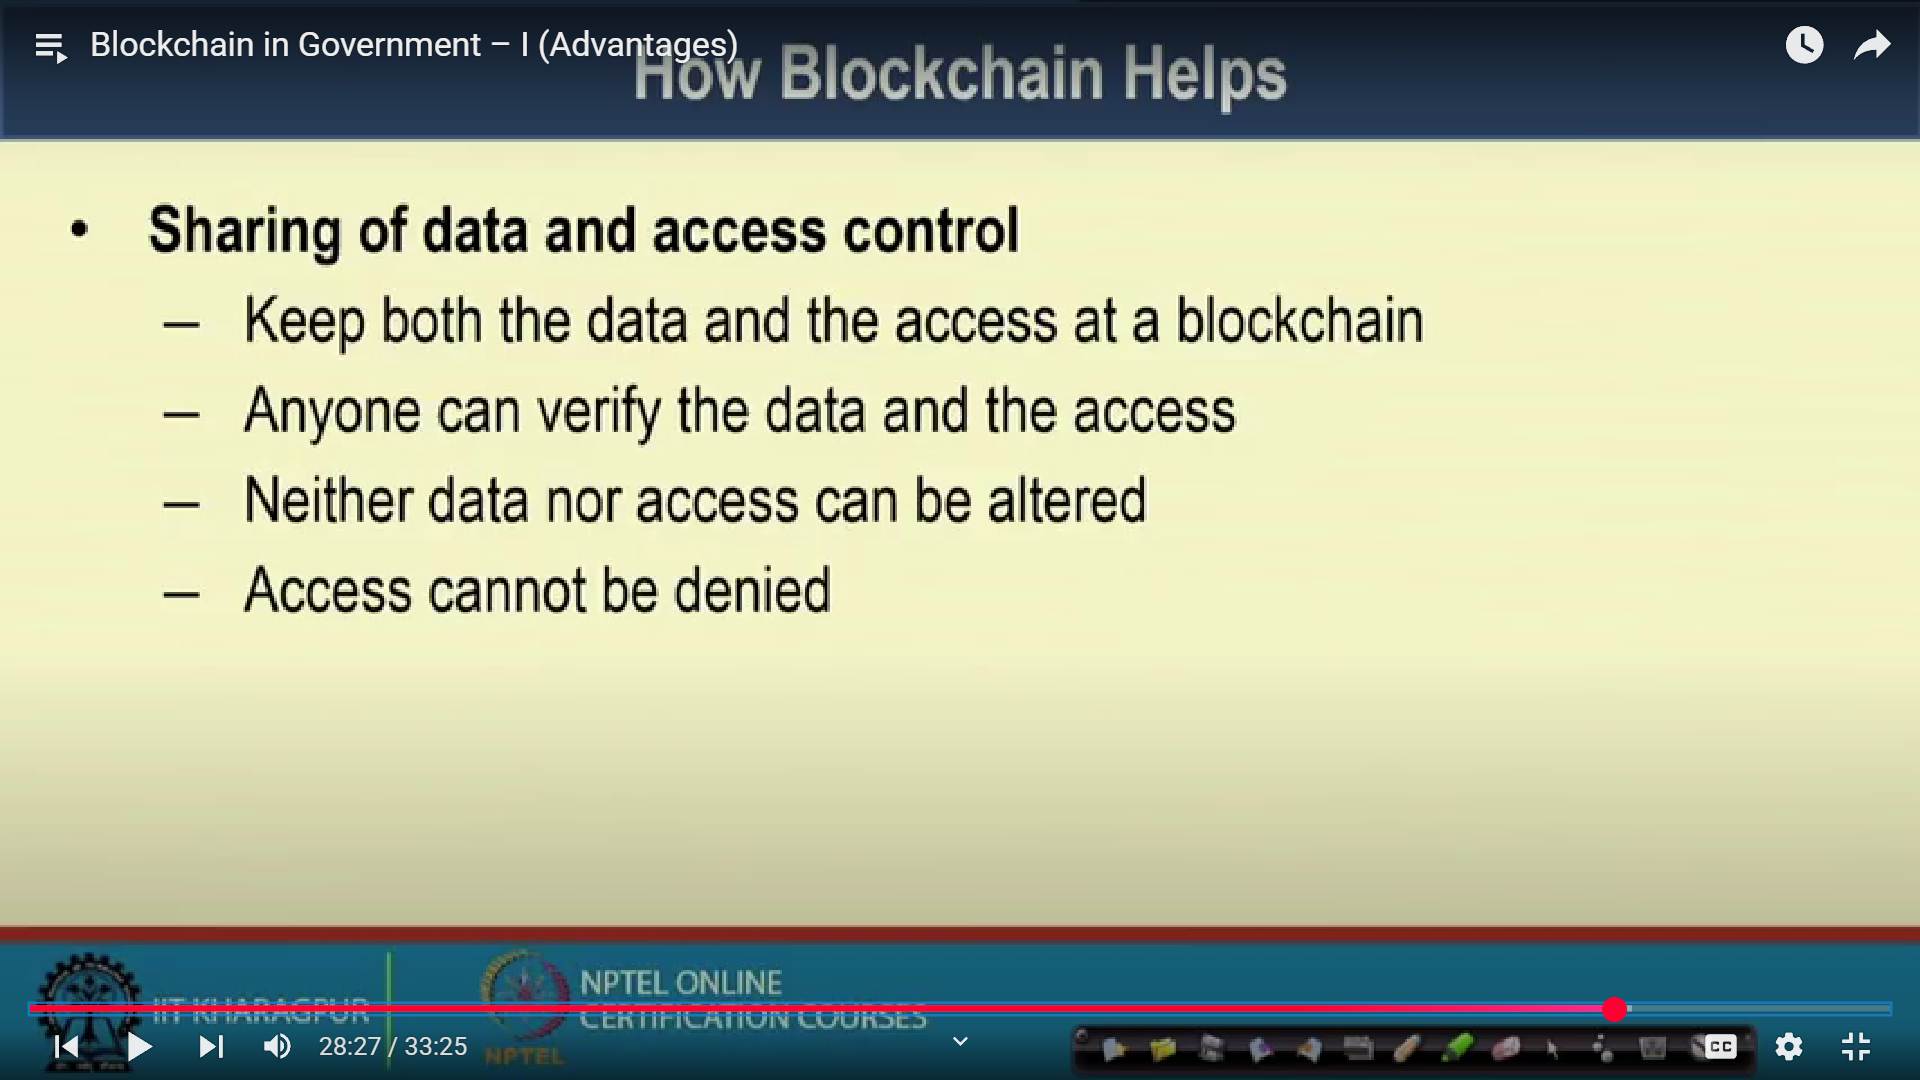 Blockchain in Government – I (Advantages)
How Blockchain Helps
• Sharing of data and access control
– Keep both the data and the access at a blockchain
– Anyone can verify the data and the access
– Neither data nor access can be altered
– Access cannot be denied
IIT KHARAGPUR
NPTEL ONLINE
CERTIFICATION COURSES
NPTEL
28:27 / 33:25
CC